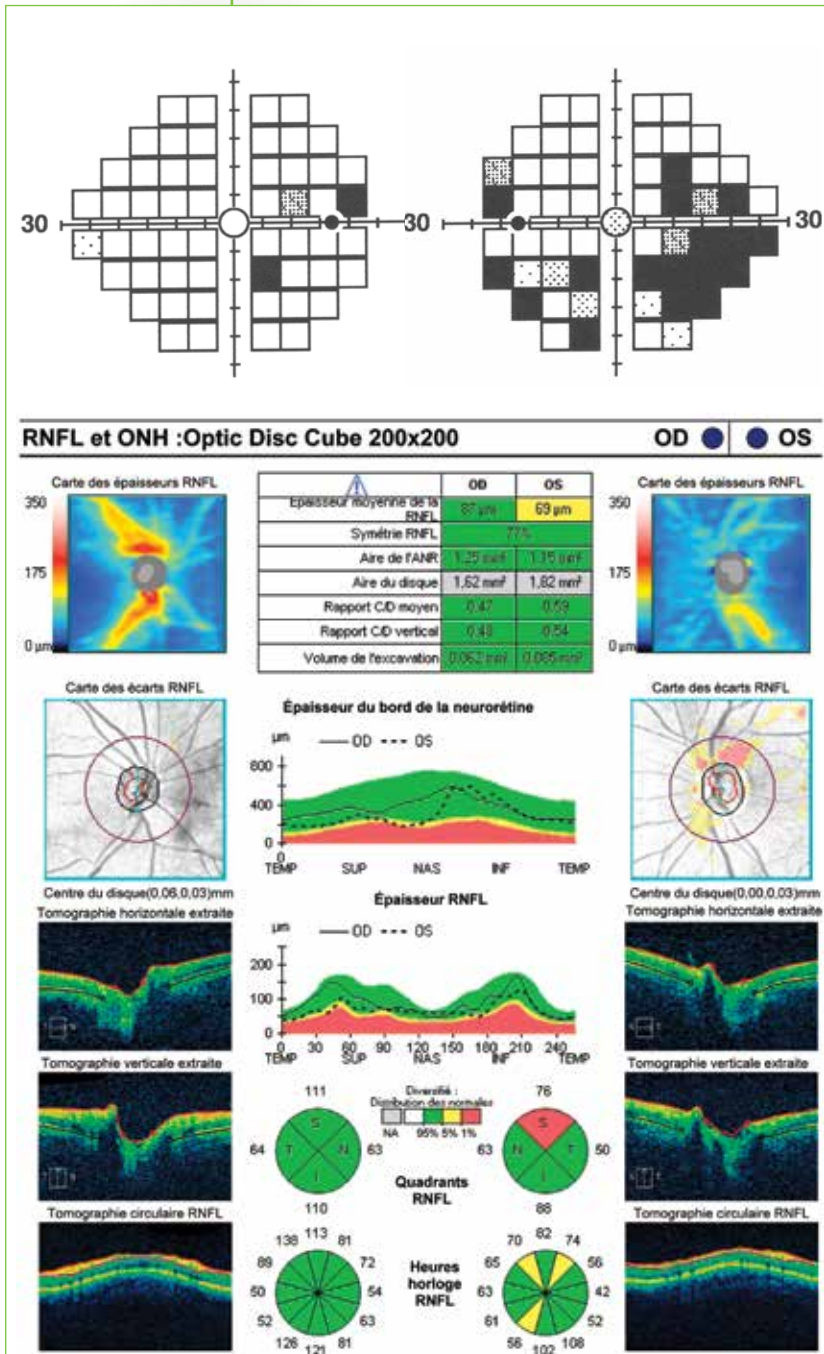 30
30
30
RNFL et ONH :Optic Disc Cube 200x200 OD OS
Carte des épaisseurs RNFL
350
175
0 µm
OD OS
Epaisseur moyenne de la RNFL 87 µm 69 µm
Symétrie RNFL 77%
Aire de l'ANR 1,25 mm² 1,15 mm²
Aire du disque 1,62 mm² 1,82 mm²
Rapport C/D moyen 0,47 0,59
Rapport C/D vertical 0,54
Volume de l'excavation 0,062 mm³ 0,085 mm³
Carte des épaisseurs RNFL
350
175
0 µm
Carte des écarts RNFL
Centre du disque(0,06,0,03)mm
Épaisseur du bord de la neurorétine
µm OD OS
800
400
0
0
TEMP SUP NAS INF TEMP
Carte des écarts RNFL
Centre du disque(0,00,0,03)mm
Tomographie horizontale extraite
Épaisseur RNFL
µm OD OS
200
100
0
0 30 60 90 120 150 180 210 240
TEMP SUP NAS INF TEMP
Tomographie horizontale extraite
Tomographie verticale extraite
111
S
64 T N 63
I
110
Diversifié :
Distribution des normales
NA 95% 5% 1%
Quadrants
RNFL
76
S
63 N T 50
I
88
Tomographie verticale extraite
Tomographie circulaire RNFL
113
138 81
89 72
50 54
52 63
126 81
121
Heures
horloge
RNFL
82
70 74
65 56
63 42
61 52
56 108
102
Tomographie circulaire RNFL